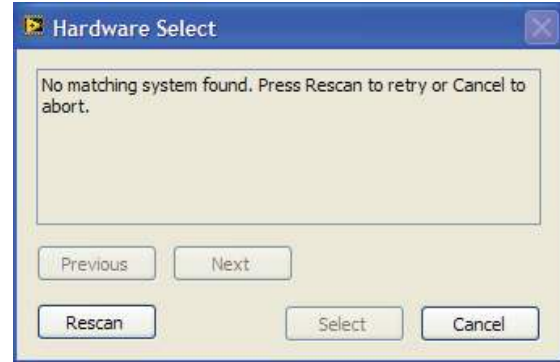 Hardware Select
No matching system found. Press Rescan to retry or Cancel to
abort.
Previous Next
Rescan Select Cancel